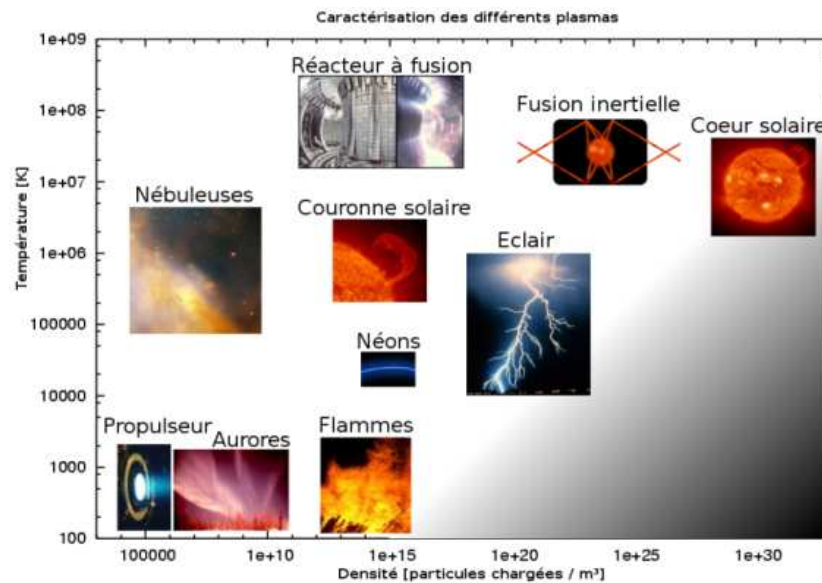 Caractérisation des différents plasmas
1e+09
1e+08
1e+07
1e+06
100000
10000
1000
100
Température [K]
Réacteur à fusion
Fusion inertielle
Coeur solaire
Nébuleuses
Couronne solaire
Eclair
Néons
Propulseur
Aurores
Flammes
100000
1e+10
1e+15
1e+20
1e+25
1e+30
Densité [particules chargées / m³]